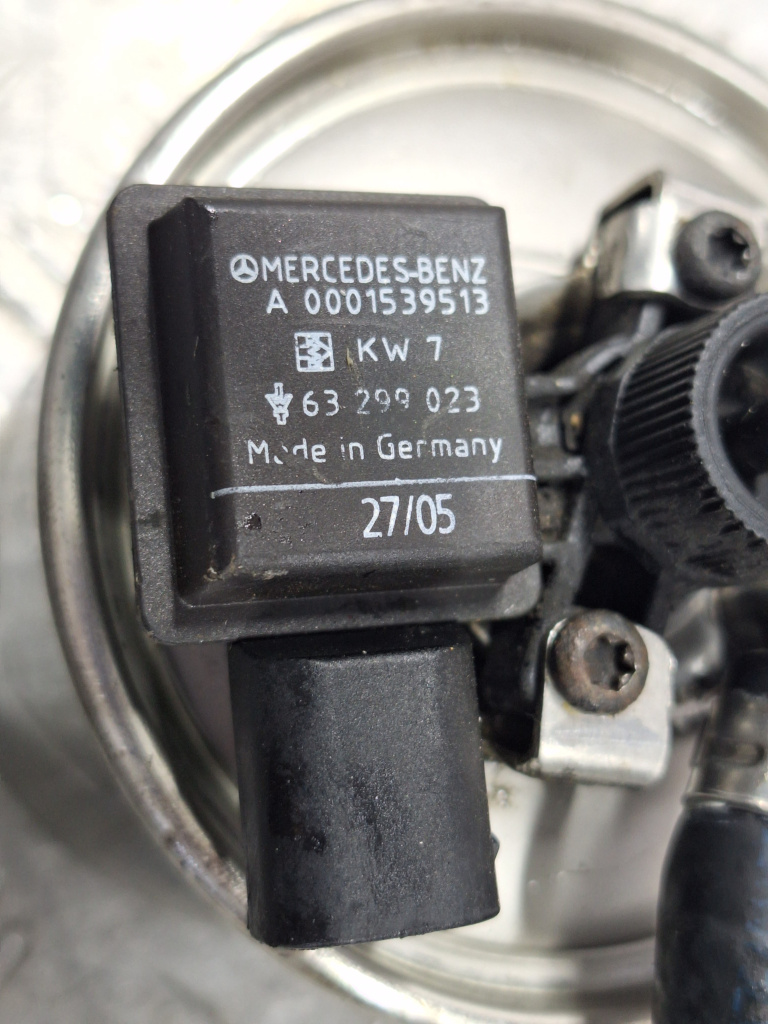 MERCEDES-BENZ
A 0001539513
KW 7
63 299 023
Made in Germany
27/05